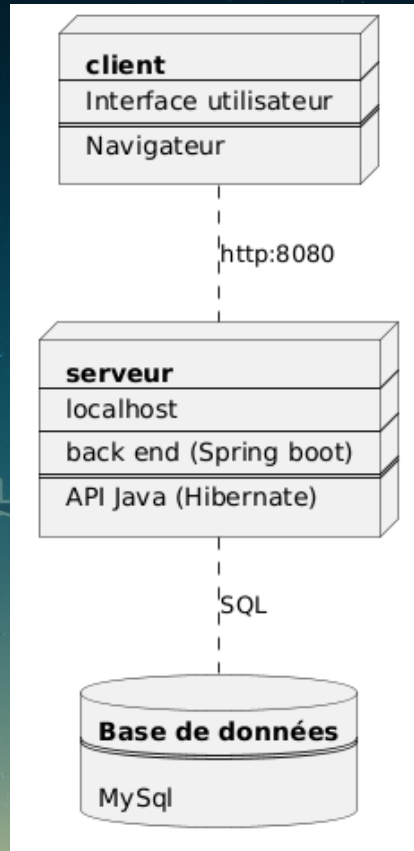 client
Interface utilisateur
Navigateur
http:8080
serveur
localhost
back end (Spring boot)
API Java (Hibernate)
SQL
Base de données
MySql